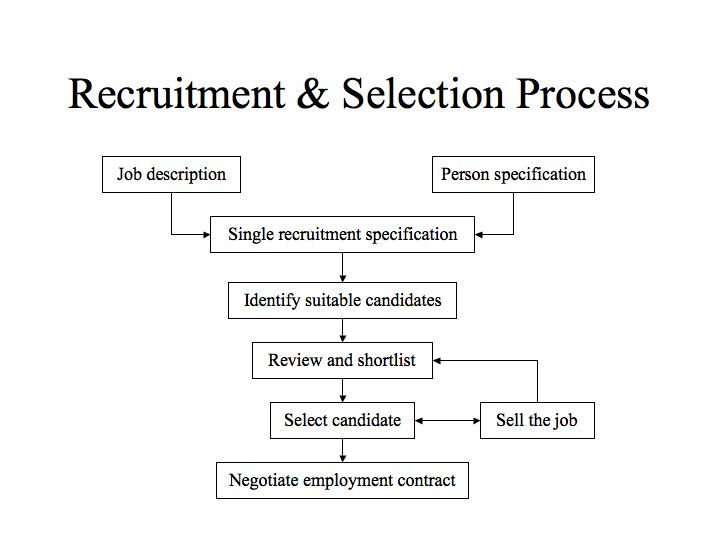 Recruitment & Selection Process
Job description
Person specification
Single recruitment specification
Identify suitable candidates
Review and shortlist
Select candidate
Sell the job
Negotiate employment contract